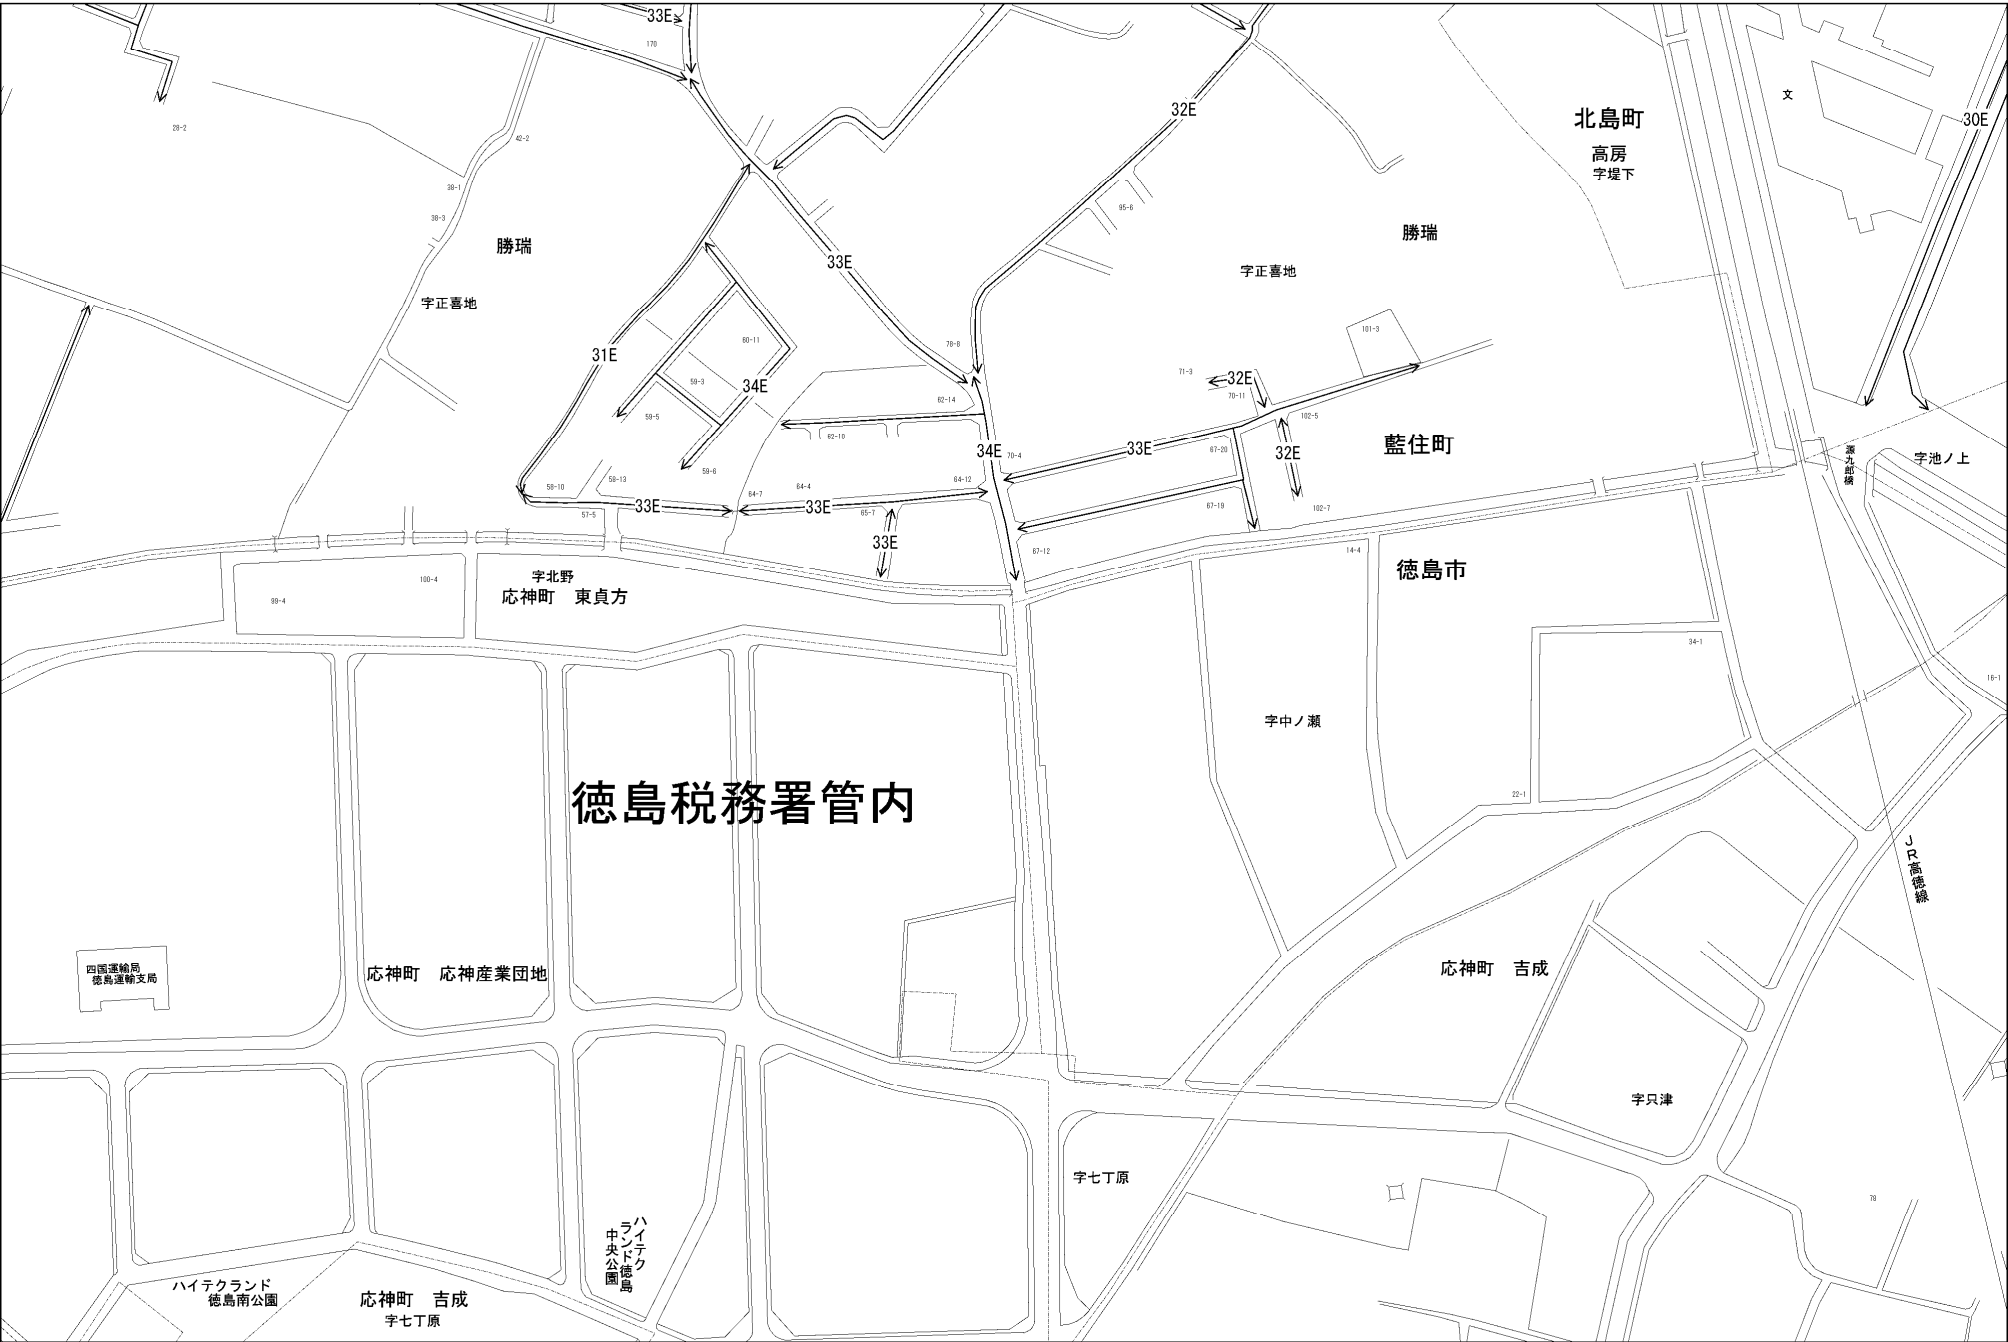 33E
170
28-2
42-2
38-1
38-3
勝瑞
字正喜地
32E
95-6
北島町
高房
字堤下
文
30E
勝瑞
字正喜地
33E
31E
60-11
59-3
34E
59-5
59-6
78-8
62-14
62-10
101-3
71-3
32E
70-11
102-5
33E
32E
67-20
70-4
34E
藍住町
源九郎橋
字池ノ上
58-10
59-13
57-5
33E
64-7
64-4
33E
65-7
64-12
33E
67-19
102-7
67-12
14-4
徳島市
字北野
応神町 東貞方
99-4
100-4
34-1
16-1
字中ノ瀬
22-1
徳島税務署管内
JR高徳線
四国運輸局
徳島運輸支局
応神町 応神産業団地
応神町 吉成
字只津
字七丁原
78
ハイテク
ランド徳島
中央公園
ハイテクランド
徳島南公園
応神町 吉成
字七丁原